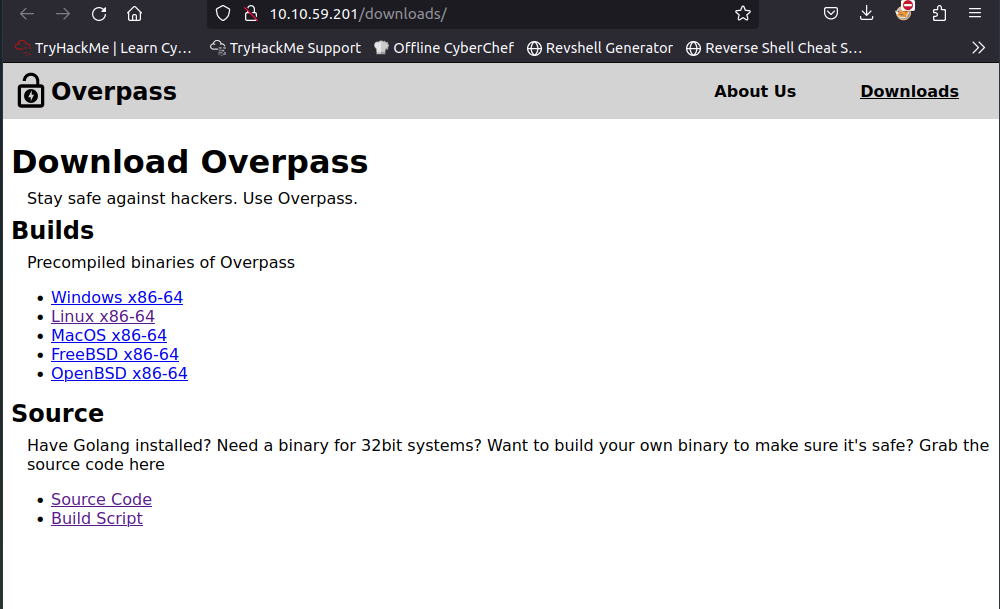 10.10.59.201/downloads/
TryHackMe | Learn Cy… TryHackMe Support Offline CyberChef Revshell Generator Reverse Shell Cheat S…
Overpass About Us Downloads
Download Overpass
Stay safe against hackers. Use Overpass.
Builds
Precompiled binaries of Overpass
• Windows x86-64
• Linux x86-64
• MacOS x86-64
• FreeBSD x86-64
• OpenBSD x86-64
Source
Have Golang installed? Need a binary for 32bit systems? Want to build your own binary to make sure it's safe? Grab the
source code here
• Source Code
• Build Script